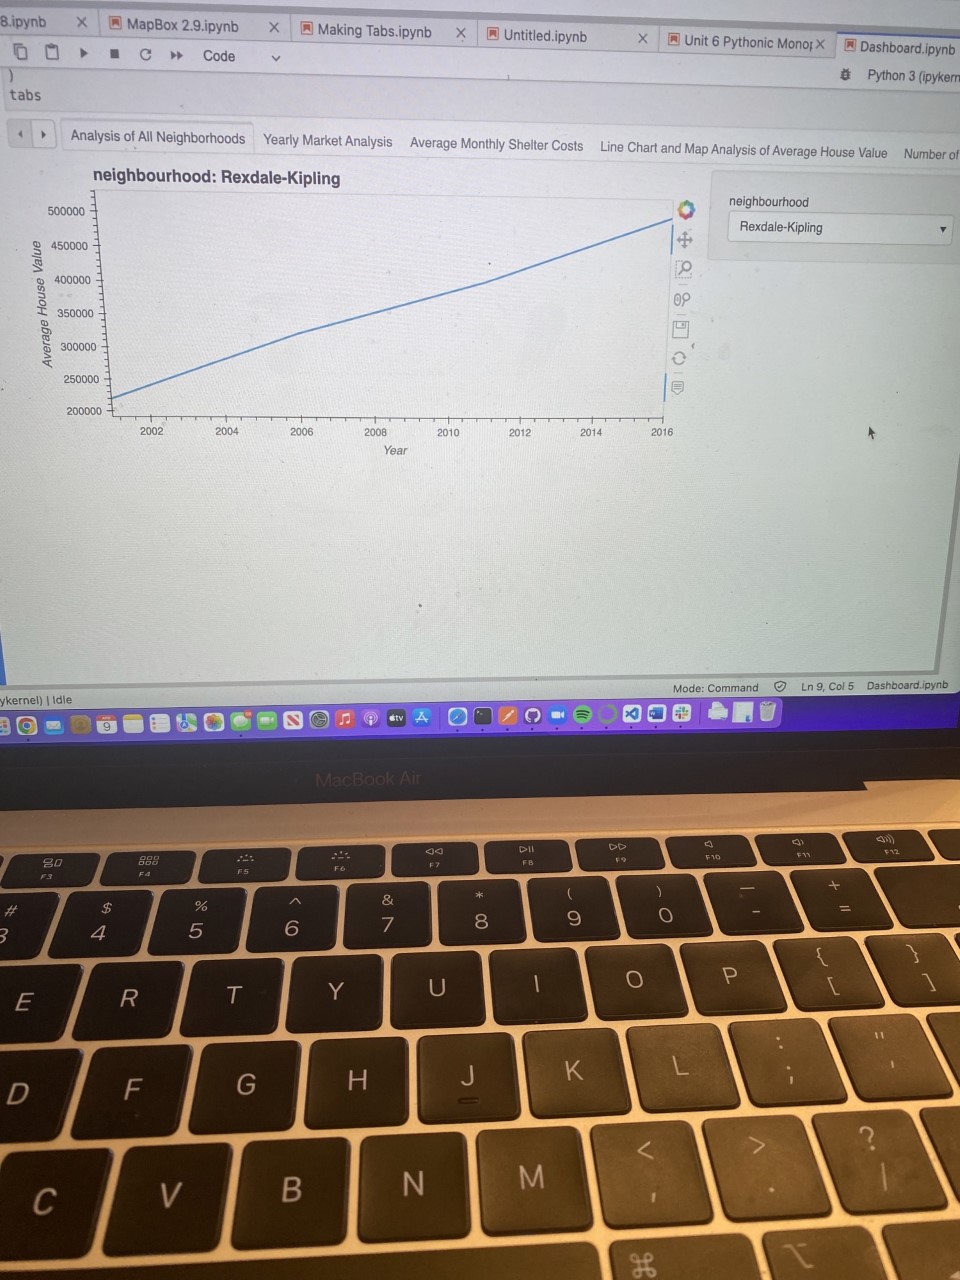 8.ipynb MapBox 2.9.ipynb Making Tabs.ipynb Untitled.ipynb Unit 6 Pythonic Monop Dashboard.ipynb
Code Python 3 (ipykern
)
tabs
Analysis of All Neighborhoods Yearly Market Analysis Average Monthly Shelter Costs Line Chart and Map Analysis of Average House Value Number of
neighbourhood: Rexdale-Kipling
neighbourhood
Rexdale-Kipling
Average House Value
500000
450000
400000
350000
300000
250000
200000
2002 2004 2006 2008 2010 2012 2014 2016
Year
Mode: Command Ln 9, Col 5 Dashboard.ipynb
ykernel) | Idle
9 tv
MacBook Air
F3 F4 F5 F6 F7 F8 F9 F10 F11 F12
# $ % ^ & * ( ) — +
3 4 5 6 7 8 9 0 - =
E R T Y U I O P { [ } ]
D F G H J K L : ; " '
C V B N M < , > . ? /
⌘ ⌥